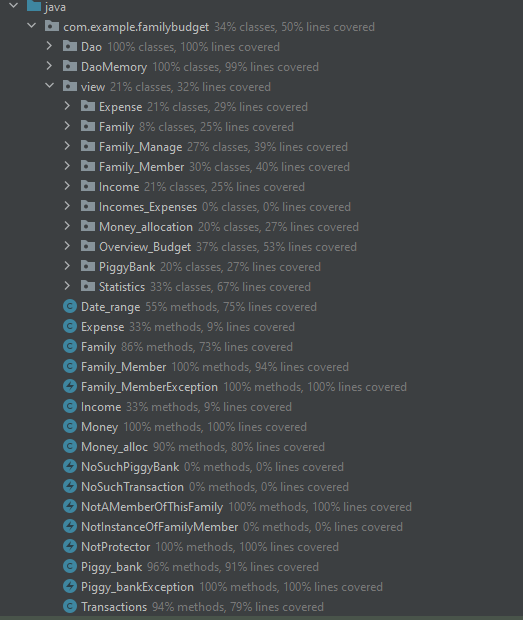 java
com.example.familybudget 34% classes, 50% lines covered
Dao 100% classes, 100% lines covered
DaoMemory 100% classes, 99% lines covered
view 21% classes, 32% lines covered
Expense 21% classes, 29% lines covered
Family 8% classes, 25% lines covered
Family_Manage 27% classes, 39% lines covered
Family_Member 30% classes, 40% lines covered
Income 21% classes, 25% lines covered
Incomes_Expenses 0% classes, 0% lines covered
Money_allocation 20% classes, 27% lines covered
Overview_Budget 37% classes, 53% lines covered
PiggyBank 20% classes, 27% lines covered
Statistics 33% classes, 67% lines covered
Date_range 55% methods, 75% lines covered
Expense 33% methods, 9% lines covered
Family 86% methods, 73% lines covered
Family_Member 100% methods, 94% lines covered
Family_MemberException 100% methods, 100% lines covered
Income 33% methods, 9% lines covered
Money 100% methods, 100% lines covered
Money_alloc 90% methods, 80% lines covered
NoSuchPiggyBank 0% methods, 0% lines covered
NoSuchTransaction 0% methods, 0% lines covered
NotAMemberOfThisFamily 100% methods, 100% lines covered
NotInstanceOfFamilyMember 0% methods, 0% lines covered
NotProtector 100% methods, 100% lines covered
Piggy_bank 96% methods, 91% lines covered
Piggy_bankException 100% methods, 100% lines covered
Transactions 94% methods, 79% lines covered